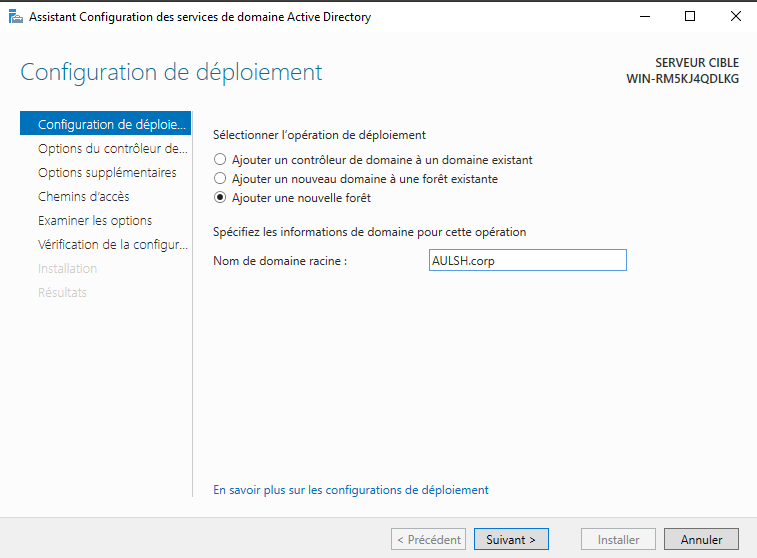 Assistant Configuration des services de domaine Active Directory
Configuration de déploiement
SERVEUR CIBLE
WIN-RM5KJ4QDLKG
Configuration de déploie...
Options du contrôleur de...
Options supplémentaires
Chemins d’accès
Examiner les options
Vérification de la configur...
Installation
Résultats
Sélectionner l’opération de déploiement
Ajouter un contrôleur de domaine à un domaine existant
Ajouter un nouveau domaine à une forêt existante
Ajouter une nouvelle forêt
Spécifiez les informations de domaine pour cette opération
Nom de domaine racine : AULSH.corp
En savoir plus sur les configurations de déploiement
< Précédent Suivant > Installer Annuler